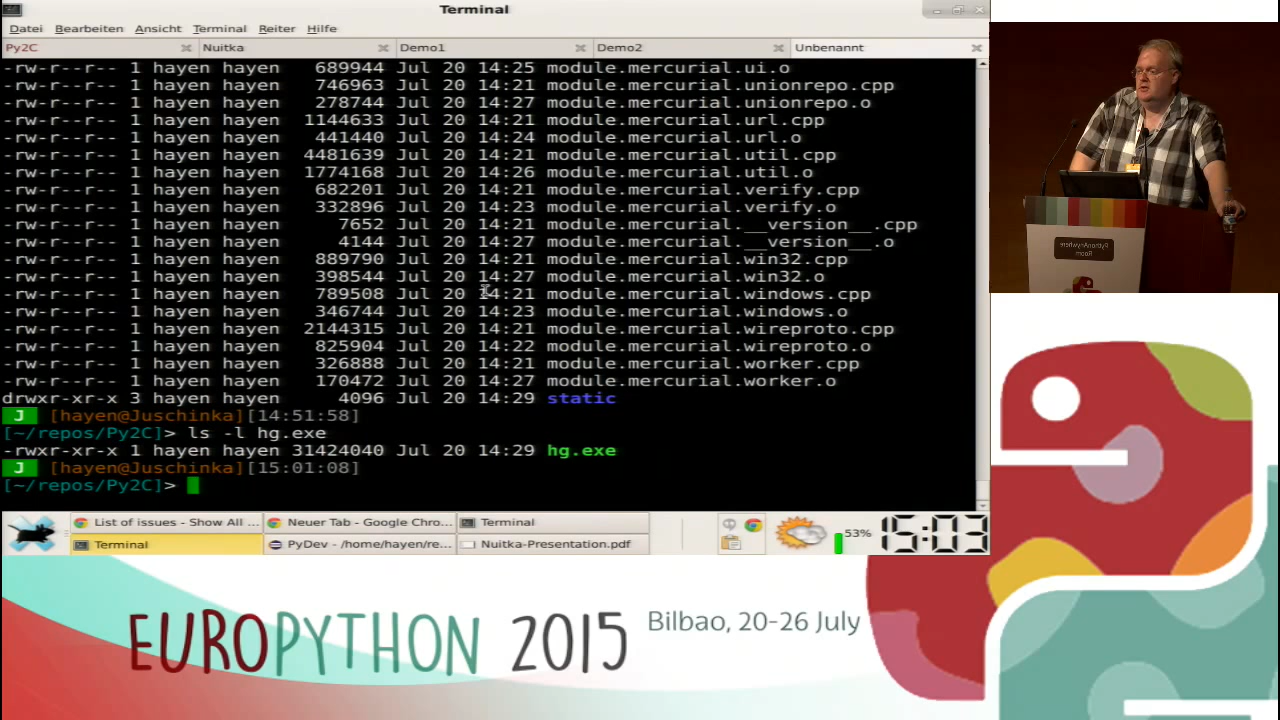 Terminal
Datei Bearbeiten Ansicht Terminal Reiter Hilfe
Py2C Nuitka Demo1 Demo2 Unbenannt
-rw-r--r-- 1 hayen hayen 689944 Jul 20 14:25 module.mercurial.ui.o
-rw-r--r-- 1 hayen hayen 746963 Jul 20 14:21 module.mercurial.unionrepo.cpp
-rw-r--r-- 1 hayen hayen 278744 Jul 20 14:27 module.mercurial.unionrepo.o
-rw-r--r-- 1 hayen hayen 1144633 Jul 20 14:21 module.mercurial.url.cpp
-rw-r--r-- 1 hayen hayen 441440 Jul 20 14:24 module.mercurial.url.o
-rw-r--r-- 1 hayen hayen 4481639 Jul 20 14:21 module.mercurial.util.cpp
-rw-r--r-- 1 hayen hayen 1774168 Jul 20 14:26 module.mercurial.util.o
-rw-r--r-- 1 hayen hayen 682201 Jul 20 14:21 module.mercurial.verify.cpp
-rw-r--r-- 1 hayen hayen 332896 Jul 20 14:23 module.mercurial.verify.o
-rw-r--r-- 1 hayen hayen 7652 Jul 20 14:21 module.mercurial.__version__.cpp
-rw-r--r-- 1 hayen hayen 4144 Jul 20 14:27 module.mercurial.__version__.o
-rw-r--r-- 1 hayen hayen 889790 Jul 20 14:21 module.mercurial.win32.cpp
-rw-r--r-- 1 hayen hayen 398544 Jul 20 14:27 module.mercurial.win32.o
-rw-r--r-- 1 hayen hayen 789508 Jul 20 14:21 module.mercurial.windows.cpp
-rw-r--r-- 1 hayen hayen 346744 Jul 20 14:23 module.mercurial.windows.o
-rw-r--r-- 1 hayen hayen 2144315 Jul 20 14:21 module.mercurial.wireproto.cpp
-rw-r--r-- 1 hayen hayen 825904 Jul 20 14:22 module.mercurial.wireproto.o
-rw-r--r-- 1 hayen hayen 326888 Jul 20 14:21 module.mercurial.worker.cpp
-rw-r--r-- 1 hayen hayen 170472 Jul 20 14:27 module.mercurial.worker.o
drwxr-xr-x 3 hayen hayen 4096 Jul 20 14:29 static
J [hayen@Juschinka][14:51:58]
[~/repos/Py2C]> ls -l hg.exe
-rwxr-xr-x 1 hayen hayen 31424040 Jul 20 14:29 hg.exe
J [hayen@Juschinka][15:01:08]
[~/repos/Py2C]>
List of issues - Show All ... Neuer Tab - Google Chro... Terminal
Terminal PyDev - /home/hayen/re... Nuitka-Presentation.pdf
53% 15:03
PythonAnywhere
Room
EUROPYTHON 2015 Bilbao, 20-26 July